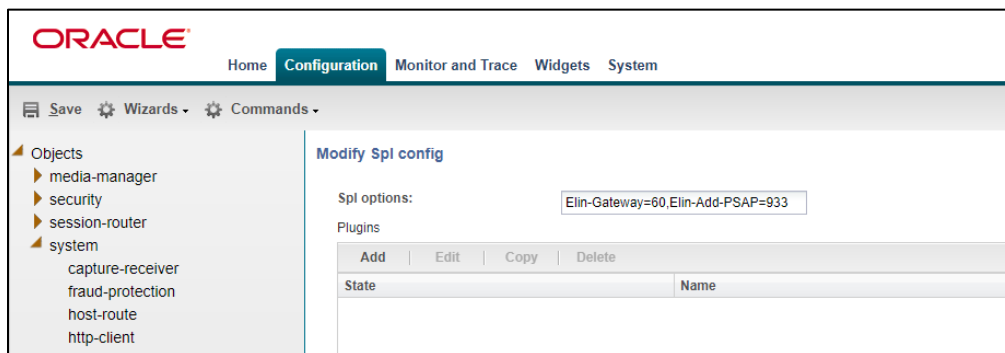 ORACLE
Home Configuration Monitor and Trace Widgets System
Save Wizards Commands
Objects
media-manager
security
session-router
system
capture-receiver
fraud-protection
host-route
http-client
Modify Spl config
Spl options: Elin-Gateway=60,Elin-Add-PSAP=933
Plugins
Add Edit Copy Delete
State Name